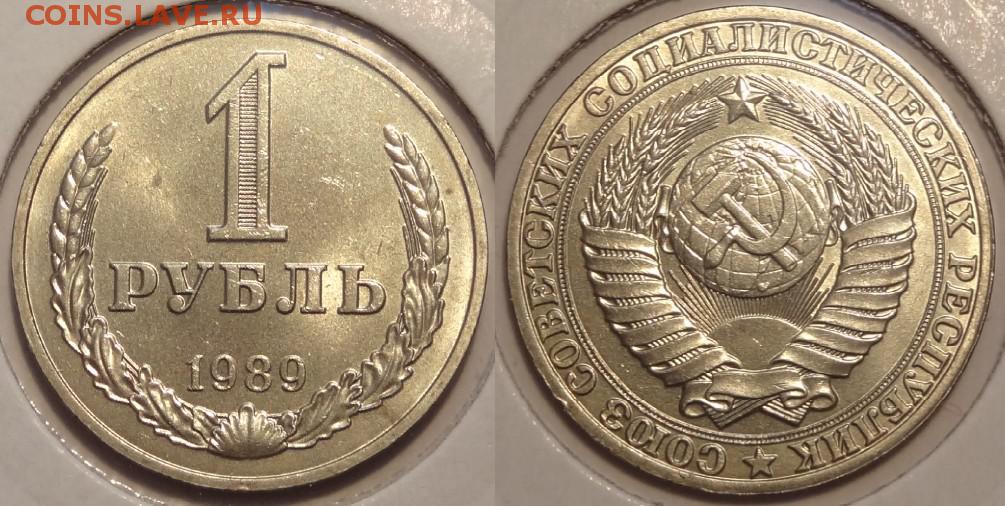 COINS.LAVE.RU
1
РУБЛЬ
1989
СОЮЗ СОВЕТСКИХ СОЦИАЛИСТИЧЕСКИХ РЕСПУБЛИК